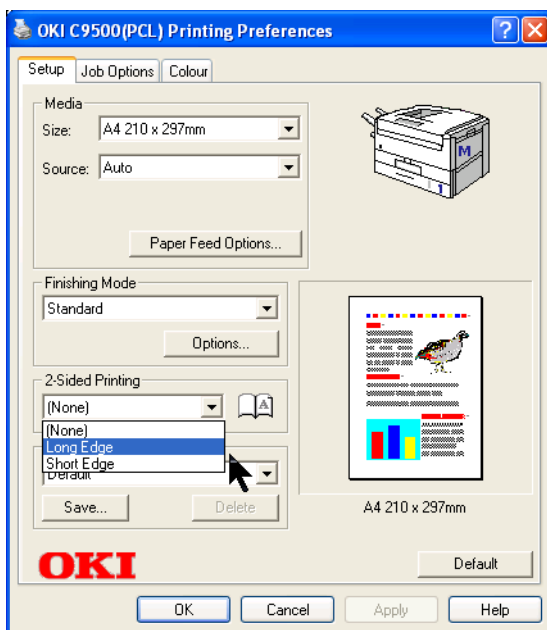 OKI C9500(PCL) Printing Preferences
Setup Job Options Colour
Media
Size: A4 210 x 297mm
Source: Auto
M
1
Paper Feed Options...
Finishing Mode
Standard
Options...
2-Sided Printing
(None)
A
(None)
Long Edge
Short Edge
Default
Save... Delete
A4 210 x 297mm
OKI
Default
OK Cancel Apply Help